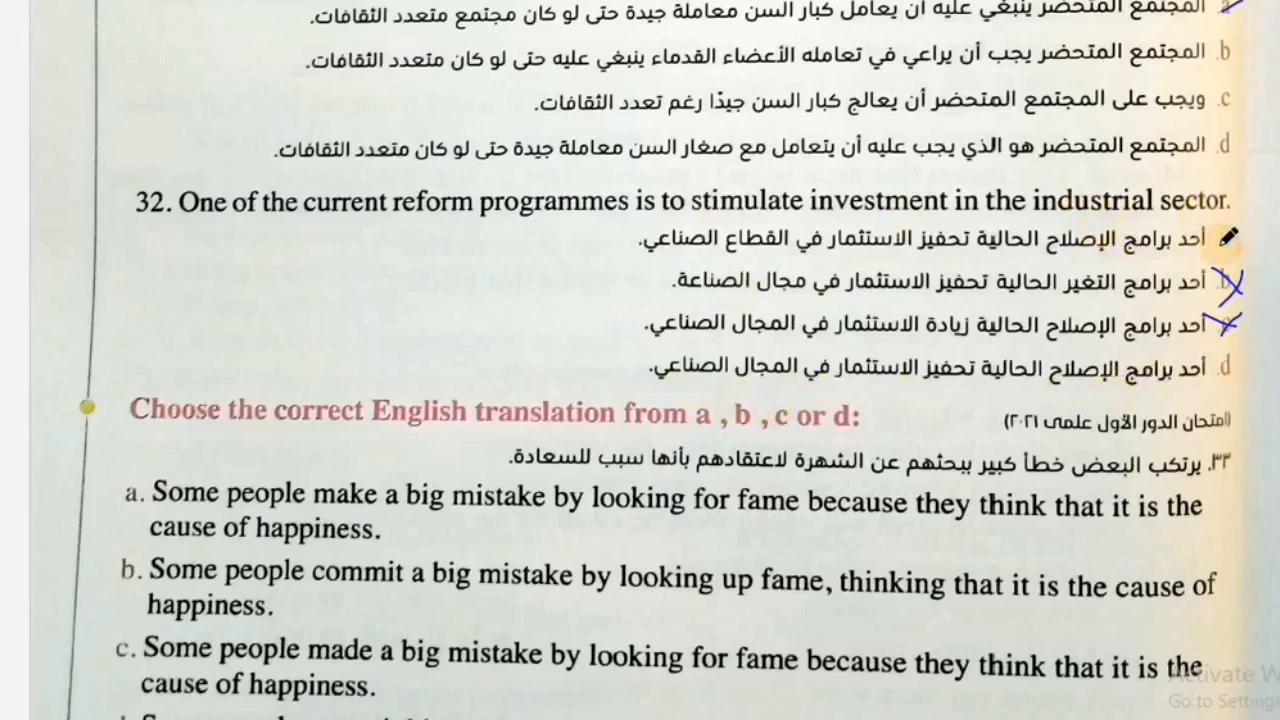 a. المجتمع المتحضر ينبغي عليه أن يعامل كبار السن معاملة جيدة حتى لو كان مجتمع متعدد الثقافات.
b. المجتمع المتحضر يجب أن يراعي في تعامله الأعضاء القدماء ينبغي عليه حتى لو كان متعدد الثقافات.
c. ويجب على المجتمع المتحضر أن يعالج كبار السن جيدًا رغم تعدد الثقافات.
d. المجتمع المتحضر هو الذي يجب عليه أن يتعامل مع صغار السن معاملة جيدة حتى لو كان متعدد الثقافات.
32. One of the current reform programmes is to stimulate investment in the industrial sector.
أحد برامج الإصلاح الحالية تحفيز الاستثمار في القطاع الصناعي.
b. أحد برامج التغير الحالية تحفيز الاستثمار في مجال الصناعة.
أحد برامج الإصلاح الحالية زيادة الاستثمار في المجال الصناعي.
d. أحد برامج الإصلاح الحالية تحفيز الاستثمار في المجال الصناعي.
Choose the correct English translation from a , b , c or d: (امتحان الدور الأول علمى ٢٠٢١)
٣٣. يرتكب البعض خطأ كبير ببحثهم عن الشهرة لاعتقادهم بأنها سبب للسعادة.
a. Some people make a big mistake by looking for fame because they think that it is the
cause of happiness.
b. Some people commit a big mistake by looking up fame, thinking that it is the cause of
happiness.
c. Some people made a big mistake by looking for fame because they think that it is the
cause of happiness.
Activate W
Go to Settings